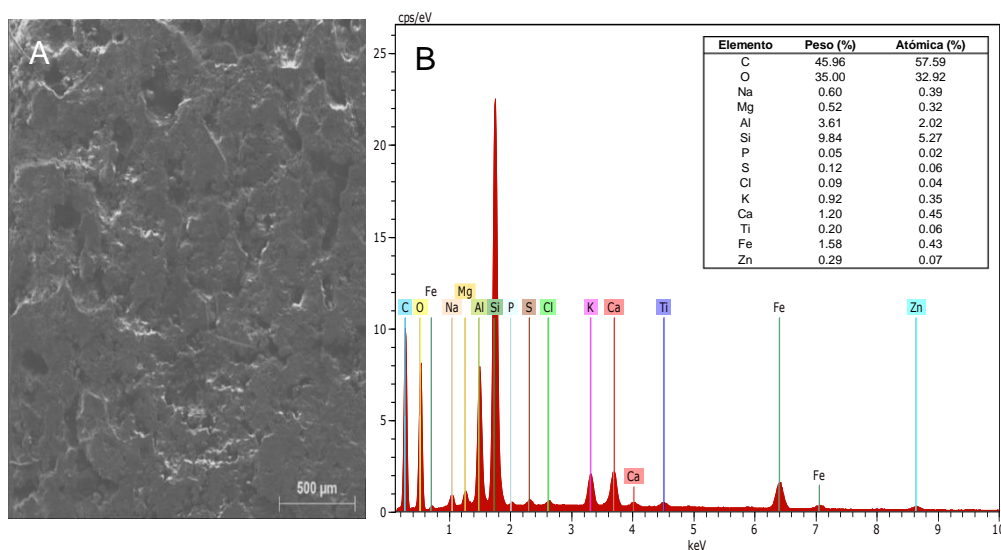 A
500 µm
B
cps/eV
Elemento Peso (%) Atómica (%)
C 45.96 57.59
O 35.00 32.92
Na 0.60 0.39
Mg 0.52 0.32
Al 3.61 2.02
Si 9.84 5.27
P 0.05 0.02
S 0.12 0.06
Cl 0.09 0.04
K 0.92 0.35
Ca 1.20 0.45
Ti 0.20 0.06
Fe 1.58 0.43
Zn 0.29 0.07
25
20
15
10
5
0
Fe Mg
C O Na Al Si P S Cl K Ca Ti Fe Zn
Ca Fe
1 2 3 4 5 6 7 8 9 10
keV